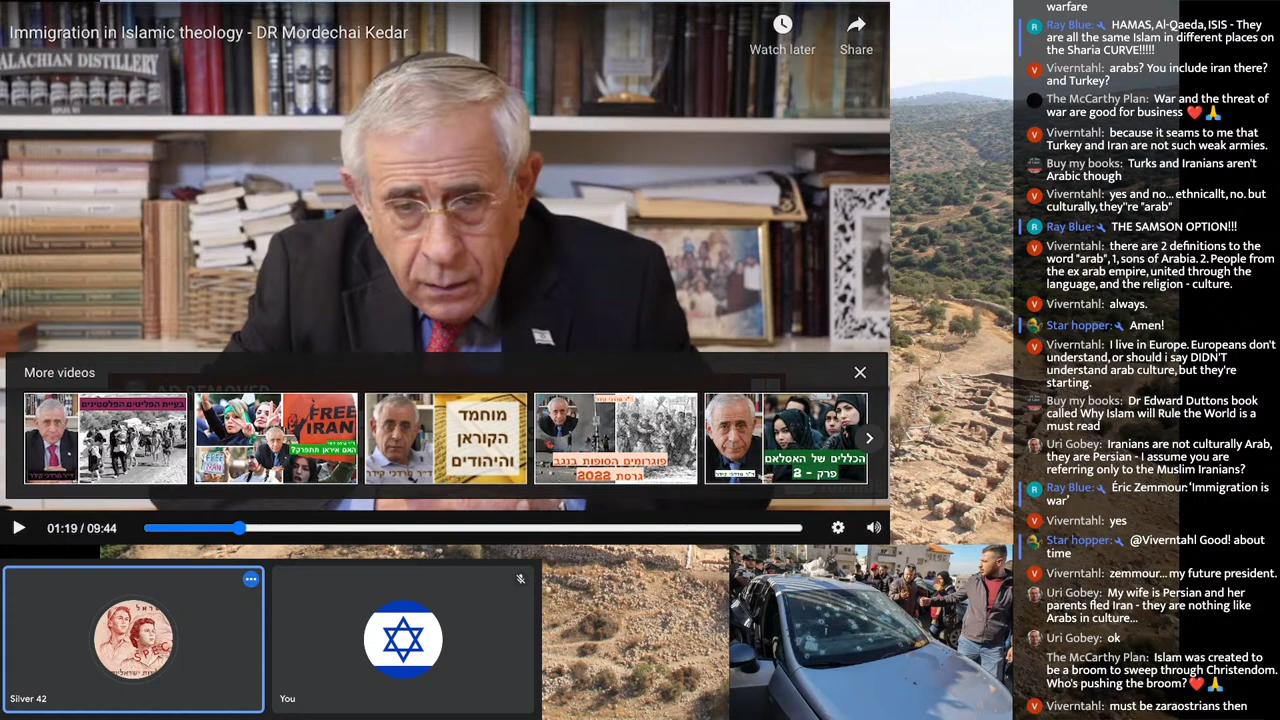 Immigration in Islamic theology - DR Mordechai Kedar
Watch later
Share
ALACHIAN DISTILLERY
More videos
בעיית הפליטים הפלסטינים
FREE
IRAN
האם איראן תתפרק?
FREE
IRAN
מוחמד
הקוראן
והיהודים
ד"ר מרדכי קידר
פוגרומים הסופות בנגב
גרסת 2022
הכללים של האסלאם
פרק - 2
ד"ר מרדכי קידר
01:19 / 09:44
SPEC
Silver 42
You
warfare
Ray Blue: HAMAS, Al-Qaeda, ISIS - They
are all the same Islam in different places on
the Sharia CURVE!!!!!
Viverntahl: arabs? You include iran there?
and Turkey?
The McCarthy Plan: War and the threat of
war are good for business ❤️🙏
Viverntahl: because it seams to me that
Turkey and Iran are not such weak armies.
Buy my books: Turks and Iranians aren't
Arabic though
Viverntahl: yes and no... ethnicallt, no. but
culturally, they"re "arab"
Ray Blue: THE SAMSON OPTION!!!
Viverntahl: there are 2 definitions to the
word "arab", 1, sons of Arabia. 2. People from
the ex arab empire, united through the
language, and the religion - culture.
Viverntahl: always.
Star hopper: Amen!
Viverntahl: I live in Europe. Europeans don't
understand, or should i say DIDN'T
understand arab culture, but they're
starting.
Buy my books: Dr Edward Duttons book
called Why Islam will Rule the World is a
must read
Uri Gobey: Iranians are not culturally Arab,
they are Persian - I assume you are
referring only to the Muslim Iranians?
Ray Blue: Éric Zemmour: 'Immigration is
war'
Viverntahl: yes
Star hopper: @Viverntahl Good! about
time
Viverntahl: zemmour... my future president.
Uri Gobey: My wife is Persian and her
parents fled Iran - they are nothing like
Arabs in culture...
Uri Gobey: ok
The McCarthy Plan: Islam was created to
be a broom to sweep through Christendom.
Who's pushing the broom? ❤️🙏
Viverntahl: must be zaraostrians then